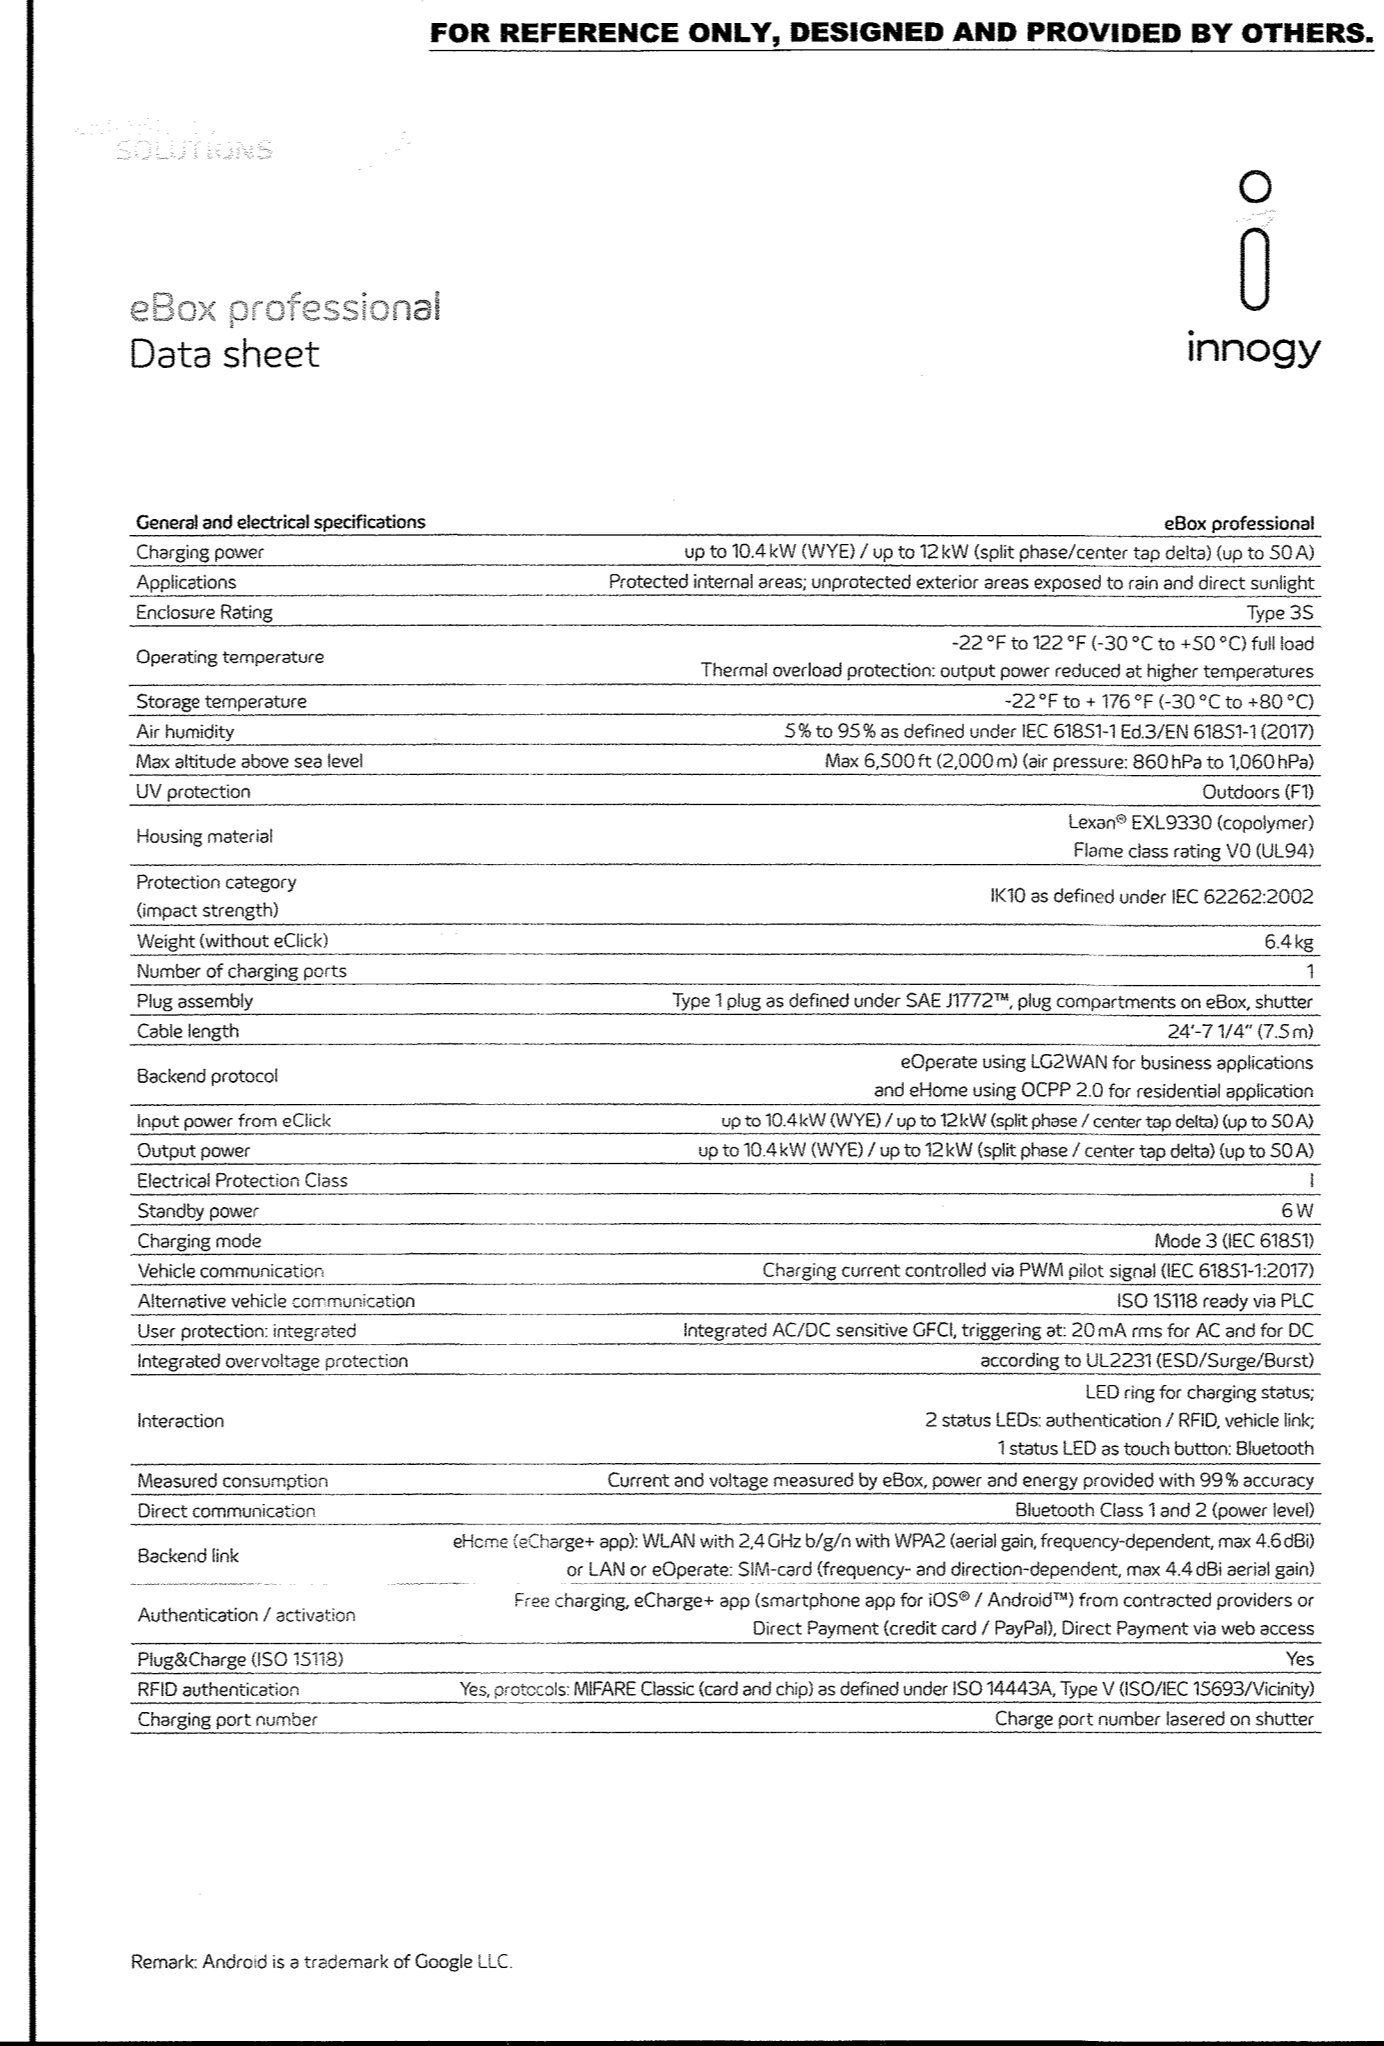 FOR REFERENCE ONLY, DESIGNED AND PROVIDED BY OTHERS.
SOLUTIONS
innogy
eBox professional
Data sheet
General and electrical specifications eBox professional
Charging power up to 10.4 kW (WYE) / up to 12 kW (split phase/center tap delta) (up to 50 A)
Applications Protected internal areas; unprotected exterior areas exposed to rain and direct sunlight
Enclosure Rating Type 3S
Operating temperature -22 °F to 122 °F (-30 °C to +50 °C) full load
Thermal overload protection: output power reduced at higher temperatures
Storage temperature -22 °F to + 176 °F (-30 °C to +80 °C)
Air humidity 5 % to 95 % as defined under IEC 61851-1 Ed.3/EN 61851-1 (2017)
Max altitude above sea level Max 6,500 ft (2,000 m) (air pressure: 860 hPa to 1,060 hPa)
UV protection Outdoors (F1)
Housing material Lexan® EXL9330 (copolymer)
Flame class rating V0 (UL94)
Protection category
(impact strength) IK10 as defined under IEC 62262:2002
Weight (without eClick) 6.4 kg
Number of charging ports 1
Plug assembly Type 1 plug as defined under SAE J1772™, plug compartments on eBox, shutter
Cable length 24'-7 1/4" (7.5 m)
Backend protocol eOperate using LG2WAN for business applications
and eHome using OCPP 2.0 for residential application
Input power from eClick up to 10.4 kW (WYE) / up to 12 kW (split phase / center tap delta) (up to 50 A)
Output power up to 10.4 kW (WYE) / up to 12 kW (split phase / center tap delta) (up to 50 A)
Electrical Protection Class I
Standby power 6 W
Charging mode Mode 3 (IEC 61851)
Vehicle communication Charging current controlled via PWM pilot signal (IEC 61851-1:2017)
Alternative vehicle communication ISO 15118 ready via PLC
User protection: integrated Integrated AC/DC sensitive GFCI, triggering at: 20 mA rms for AC and for DC
Integrated overvoltage protection according to UL2231 (ESD/Surge/Burst)
Interaction LED ring for charging status;
2 status LEDs: authentication / RFID, vehicle link;
1 status LED as touch button: Bluetooth
Measured consumption Current and voltage measured by eBox, power and energy provided with 99 % accuracy
Direct communication Bluetooth Class 1 and 2 (power level)
Backend link eHome (eCharge+ app): WLAN with 2,4 GHz b/g/n with WPA2 (aerial gain, frequency-dependent, max 4.6 dBi)
or LAN or eOperate: SIM-card (frequency- and direction-dependent, max 4.4 dBi aerial gain)
Authentication / activation Free charging, eCharge+ app (smartphone app for iOS® / Android™) from contracted providers or
Direct Payment (credit card / PayPal), Direct Payment via web access
Plug&Charge (ISO 15118) Yes
RFID authentication Yes, protocols: MIFARE Classic (card and chip) as defined under ISO 14443A, Type V (ISO/IEC 15693/Vicinity)
Charging port number Charge port number lasered on shutter
Remark: Android is a trademark of Google LLC.